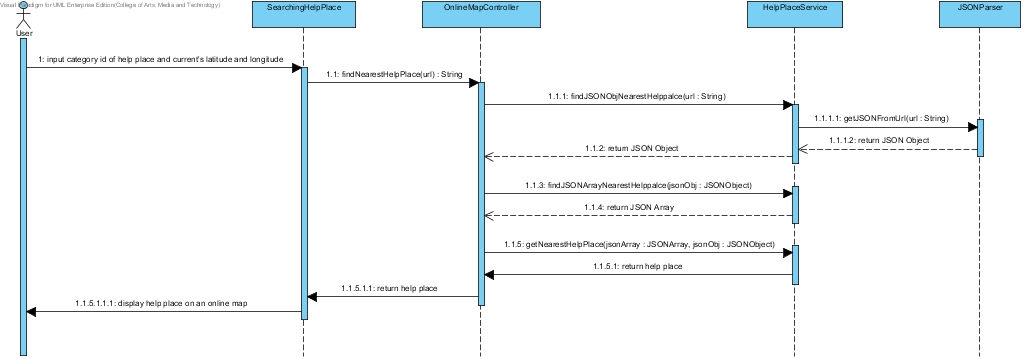 Visual Paradigm for UML Enterprise Edition(College of Arts, Media and Technology)
SearchingHelpPlace
OnlineMapController
HelpPlaceService
JSONParser
User
1: input category id of help place and current's latitude and longitude
1.1: findNearestHelpPlace(url) : String
1.1.1: findJSONObjNearestHelppalce(url : String)
1.1.1.1: getJSONFromUrl(url : String)
1.1.1.2: return JSON Object
1.1.2: return JSON Object
1.1.3: findJSONArrayNearestHelppalce(jsonObj : JSONObject)
1.1.4: return JSON Array
1.1.5: getNearestHelpPlace(jsonArray : JSONArray, jsonObj : JSONObject)
1.1.5.1: return help place
1.1.5.1.1: return help place
1.1.5.1.1.1: display help place on an online map